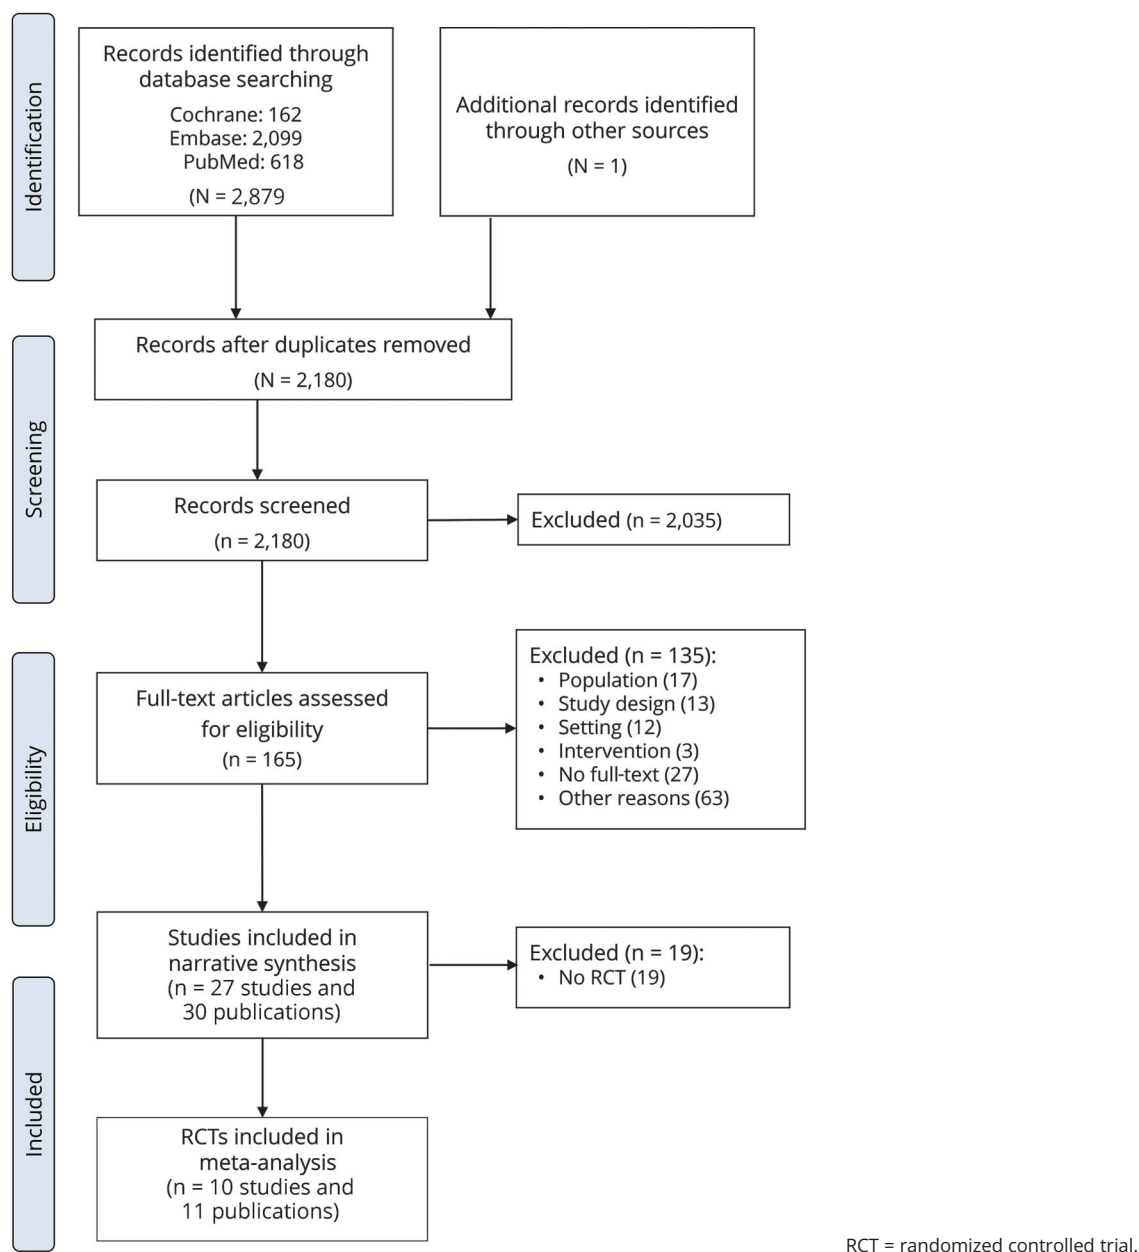 Identification
Records identified through
database searching
Cochrane: 162
Embase: 2,099
PubMed: 618
(N = 2,879
Additional records identified
through other sources
(N = 1)
Screening
Records after duplicates removed
(N = 2,180)
Records screened
(n = 2,180)
Excluded (n = 2,035)
Eligibility
Full-text articles assessed
for eligibility
(n = 165)
Excluded (n = 135):
• Population (17)
• Study design (13)
• Setting (12)
• Intervention (3)
• No full-text (27)
• Other reasons (63)
Studies included in
narrative synthesis
(n = 27 studies and
30 publications)
Excluded (n = 19):
• No RCT (19)
Included
RCTs included in
meta-analysis
(n = 10 studies and
11 publications)
RCT = randomized controlled trial.